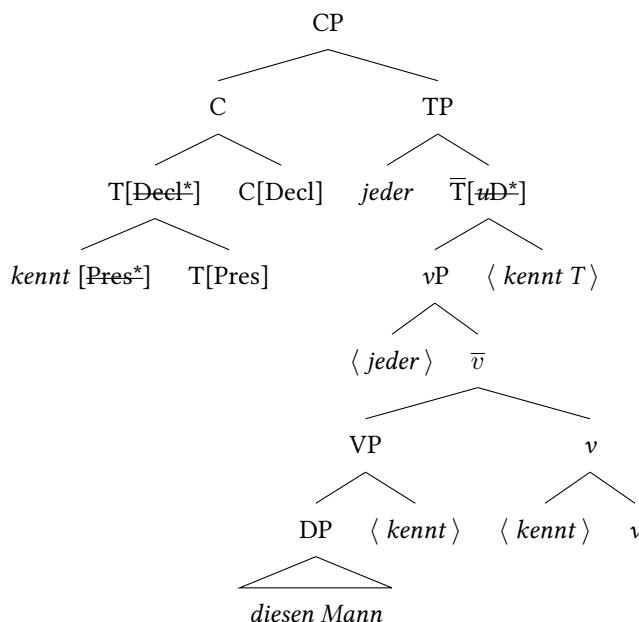 CP
C TP
T[Decl*] C[Decl] jeder T̅[uD*]
kennt [Pres*] T[Pres] vP ⟨ kennt T ⟩
⟨ jeder ⟩ v̅
VP v
DP ⟨ kennt ⟩ ⟨ kennt ⟩ v
diesen Mann